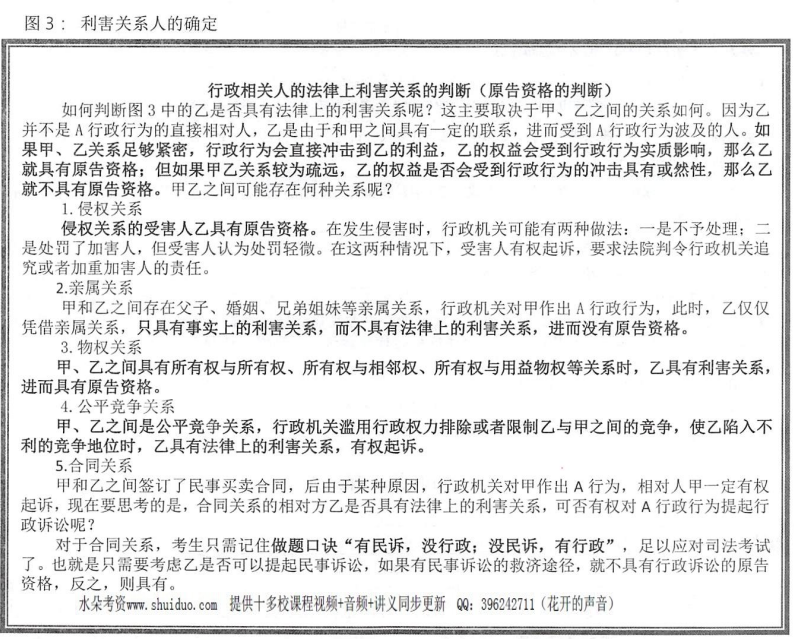 图 3： 利害关系人的确定
行政相关人的法律上利害关系的判断（原告资格的判断）
如何判断图 3 中的乙是否具有法律上的利害关系呢？这主要取决于甲、乙之间的关系如何。因为乙
并不是 A 行政行为的直接相对人，乙是由于和甲之间具有一定的联系，进而受到 A 行政行为波及的人。如
果甲、乙关系足够紧密，行政行为会直接冲击到乙的利益，乙的权益会受到行政行为实质影响，那么乙
就具有原告资格；但如果甲乙关系较为疏远，乙的权益是否会受到行政行为的冲击具有或然性，那么乙
就不具有原告资格。甲乙之间可能存在何种关系呢？
1. 侵权关系
侵权关系的受害人乙具有原告资格。在发生侵害时，行政机关可能有两种做法：一是不予处理；二
是处罚了加害人，但受害人认为处罚轻微。在这两种情况下，受害人有权起诉，要求法院判令行政机关追
究或者加重加害人的责任。
2.亲属关系
甲和乙之间存在父子、婚姻、兄弟姐妹等亲属关系，行政机关对甲作出 A 行政行为，此时，乙仅仅
凭借亲属关系，只具有事实上的利害关系，而不具有法律上的利害关系，进而没有原告资格。
3. 物权关系
甲、乙之间具有所有权与所有权、所有权与相邻权、所有权与用益物权等关系时，乙具有利害关系，
进而具有原告资格。
4. 公平竞争关系
甲、乙之间是公平竞争关系，行政机关滥用行政权力排除或者限制乙与甲之间的竞争，使乙陷入不
利的竞争地位时，乙具有法律上的利害关系，有权起诉。
5.合同关系
甲和乙之间签订了民事买卖合同，后由于某种原因，行政机关对甲作出 A 行为，相对人甲一定有权
起诉，现在要思考的是，合同关系的相对方乙是否具有法律上的利害关系，可否有权对 A 行政行为提起行
政诉讼呢？
对于合同关系，考生只需记住做题口诀“有民诉，没行政；没民诉，有行政”，足以应对司法考试
了。也就是只需要考虑乙是否可以提起民事诉讼，如果有民事诉讼的救济途径，就不具有行政诉讼的原告
资格，反之，则具有。
水朵考资www.shuiduo.com 提供十多校课程视频+音频+讲义同步更新 QQ：396242711（花开的声音）